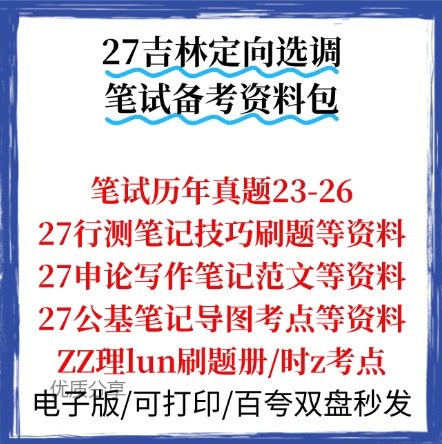 27吉林定向选调
笔试备考资料包
笔试历年真题23-26
27行测笔记技巧刷题等资料
27申论写作笔记范文等资料
27公基笔记导图考点等资料
ZZ理lun刷题册/时z考点
优质分享
电子版/可打印/百夸双盘秒发